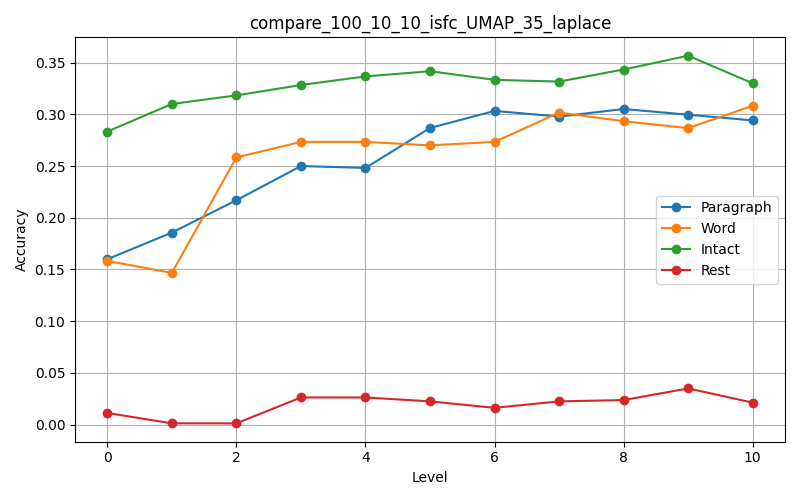 compare_100_10_10_isfc_UMAP_35_laplace
Accuracy
0.35
0.30
0.25
0.20
0.15
0.10
0.05
0.00
Paragraph
Word
Intact
Rest
0 2 4 6 8 10
Level